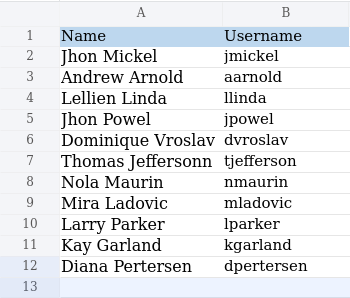 A B
1 Name Username
2 Jhon Mickel jmickel
3 Andrew Arnold aarnold
4 Lellien Linda llinda
5 Jhon Powel jpowel
6 Dominique Vroslav dvroslav
7 Thomas Jeffersonn tjefferson
8 Nola Maurin nmaurin
9 Mira Ladovic mladovic
10 Larry Parker lparker
11 Kay Garland kgarland
12 Diana Pertersen dpertersen
13